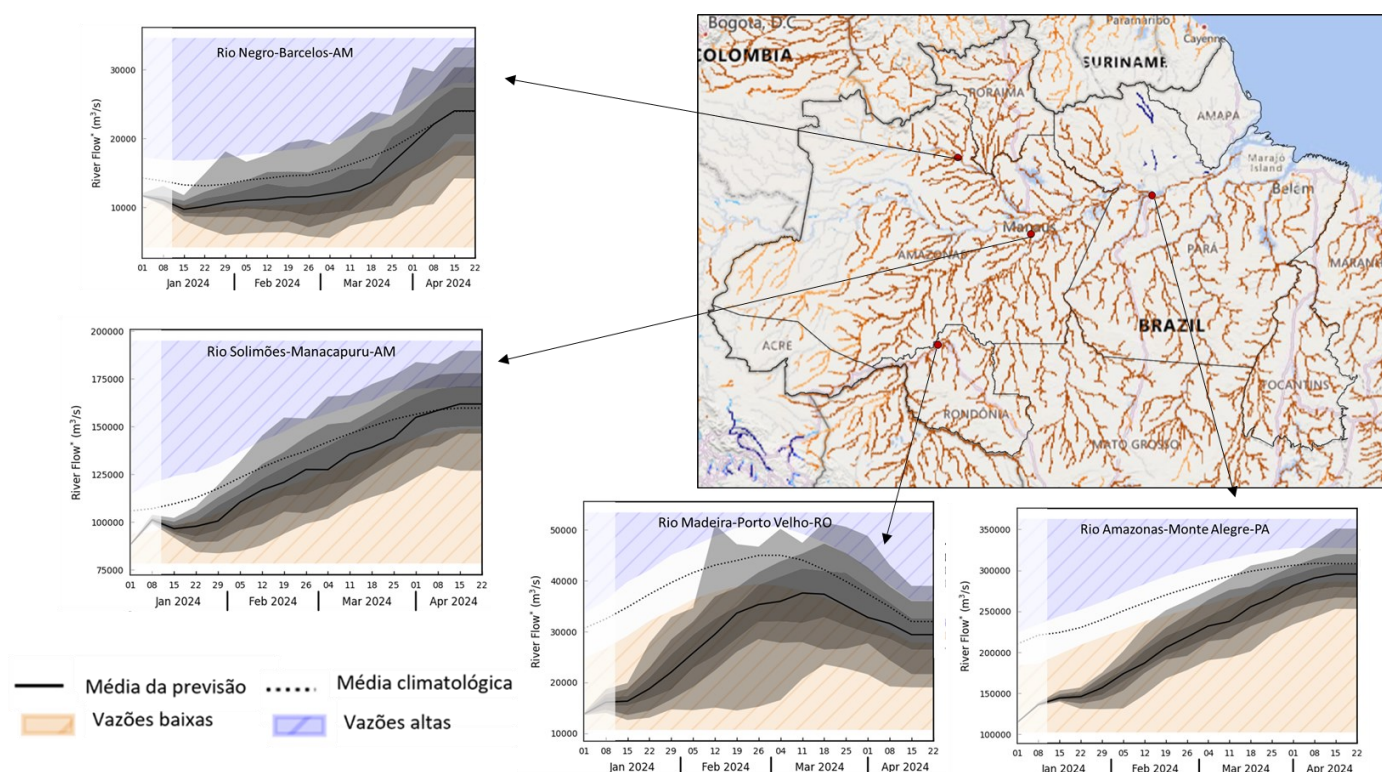 Rio Negro-Barcelos-AM
River Flow* (m³/s)
30000
20000
10000
01 08 15 22 29 05 12 19 26 04 11 18 25 01 08 15 22
Jan 2024 | Feb 2024 | Mar 2024 | Apr 2024
Rio Solimões-Manacapuru-AM
River Flow* (m³/s)
200000
175000
150000
125000
100000
75000
01 08 15 22 29 05 12 19 26 04 11 18 25 01 08 15 22
Jan 2024 | Feb 2024 | Mar 2024 | Apr 2024
Bogota, D.C.
COLOMBIA
Paramaribo
Cayenne
SURINAME
RORAIMA
AMAPÁ
Marajó
Island
Belém
Manaus
AMAZONAS
PARÁ
MARANH
BRAZIL
ACRE
TOCANTINS
RONDÔNIA
MATO GROSSO
Rio Madeira-Porto Velho-RO
River Flow* (m³/s)
50000
40000
30000
20000
10000
01 08 15 22 29 05 12 19 26 04 11 18 25 01 08 15 22
Jan 2024 | Feb 2024 | Mar 2024 | Apr 2024
Rio Amazonas-Monte Alegre-PA
River Flow* (m³/s)
350000
300000
250000
200000
150000
100000
01 08 15 22 29 05 12 19 26 04 11 18 25 01 08 15 22
Jan 2024 | Feb 2024 | Mar 2024 | Apr 2024
Média da previsão
Média climatológica
Vazões baixas
Vazões altas